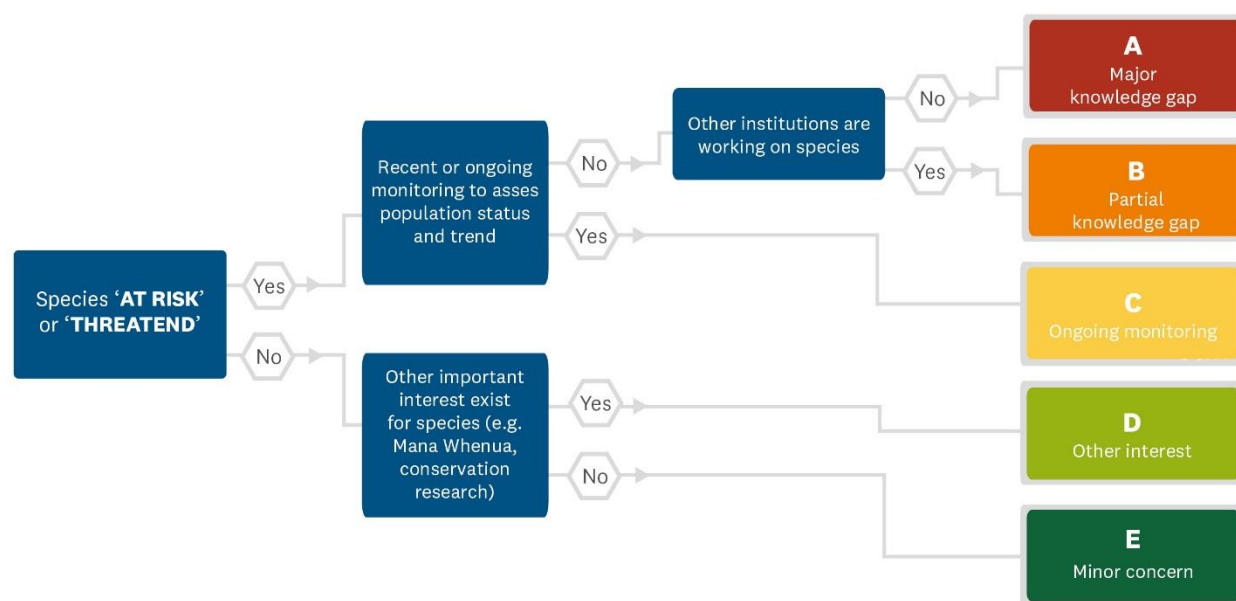 Species ‘AT RISK’
or ‘THREATEND’
Yes
No
Recent or ongoing
monitoring to asses
population status
and trend
No
Yes
Other important
interest exist
for species (e.g.
Mana Whenua,
conservation
research)
Yes
No
Other institutions are
working on species
No
Yes
A
Major
knowledge gap
B
Partial
knowledge gap
C
Ongoing monitoring
D
Other interest
E
Minor concern